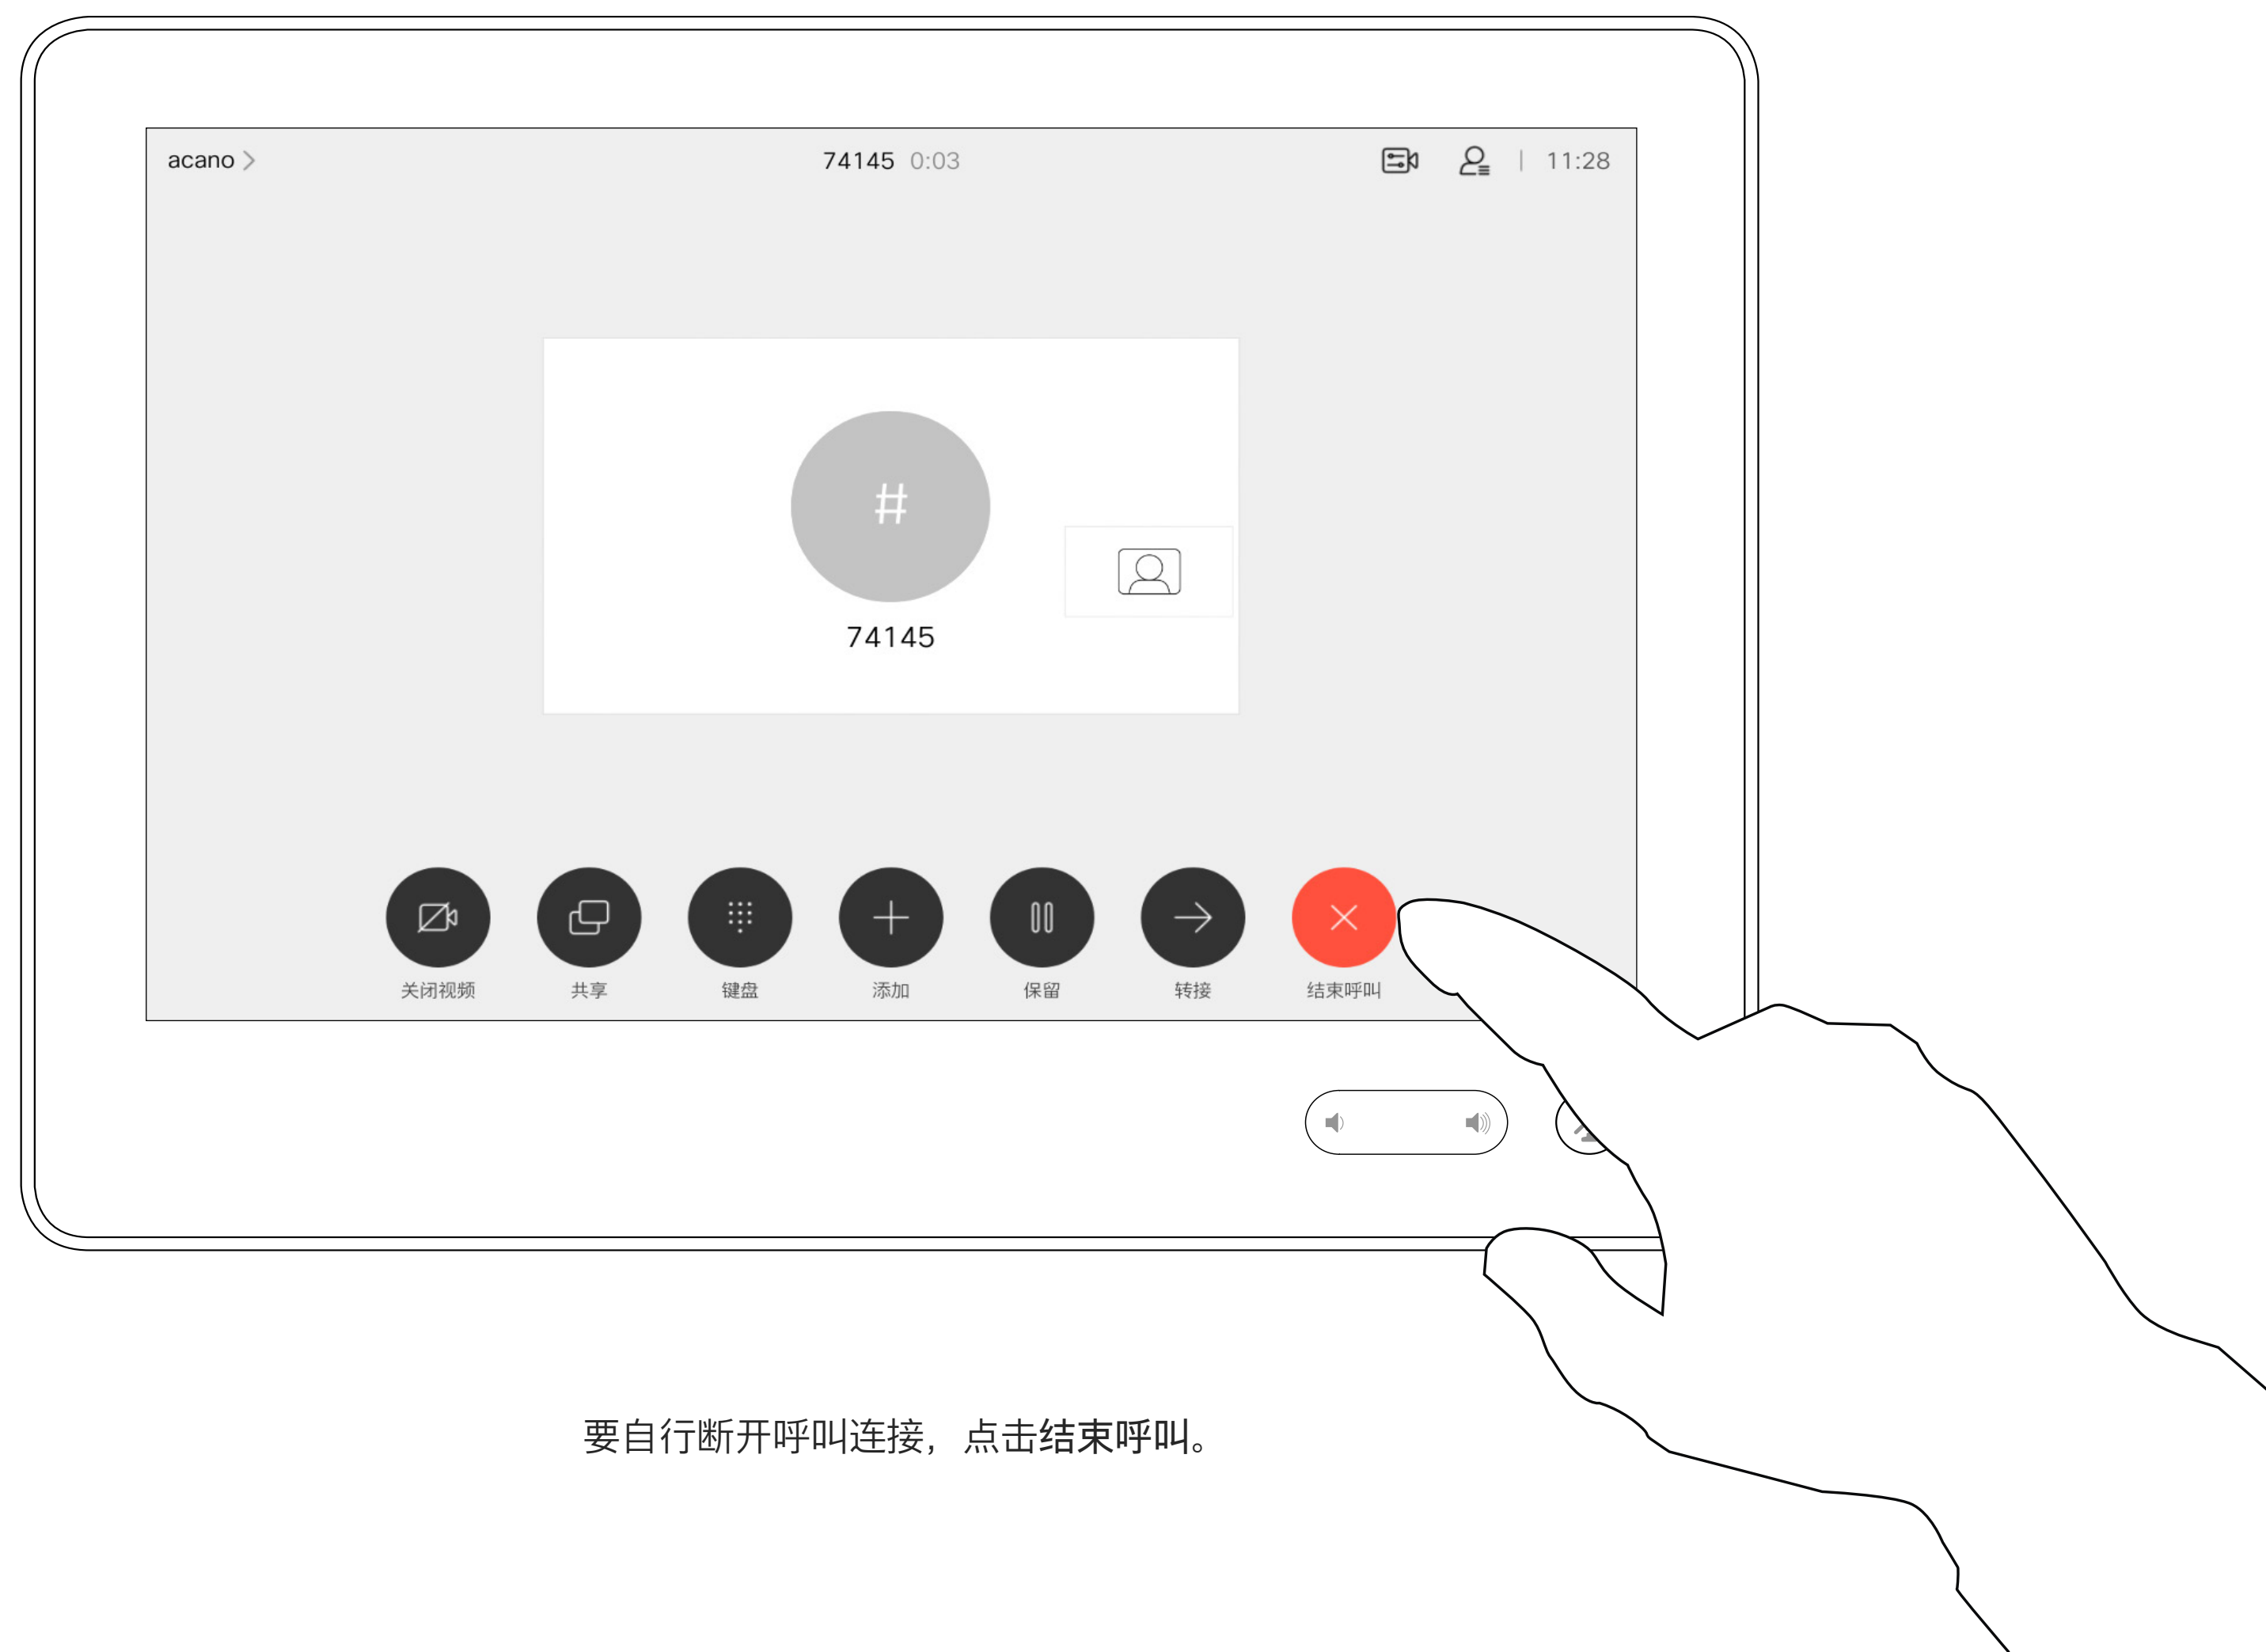 acano
74145 0:03
11:28
#
74145
关闭视频 共享 键盘 添加 保留 转接 结束呼叫
要自行断开呼叫连接，点击结束呼叫。